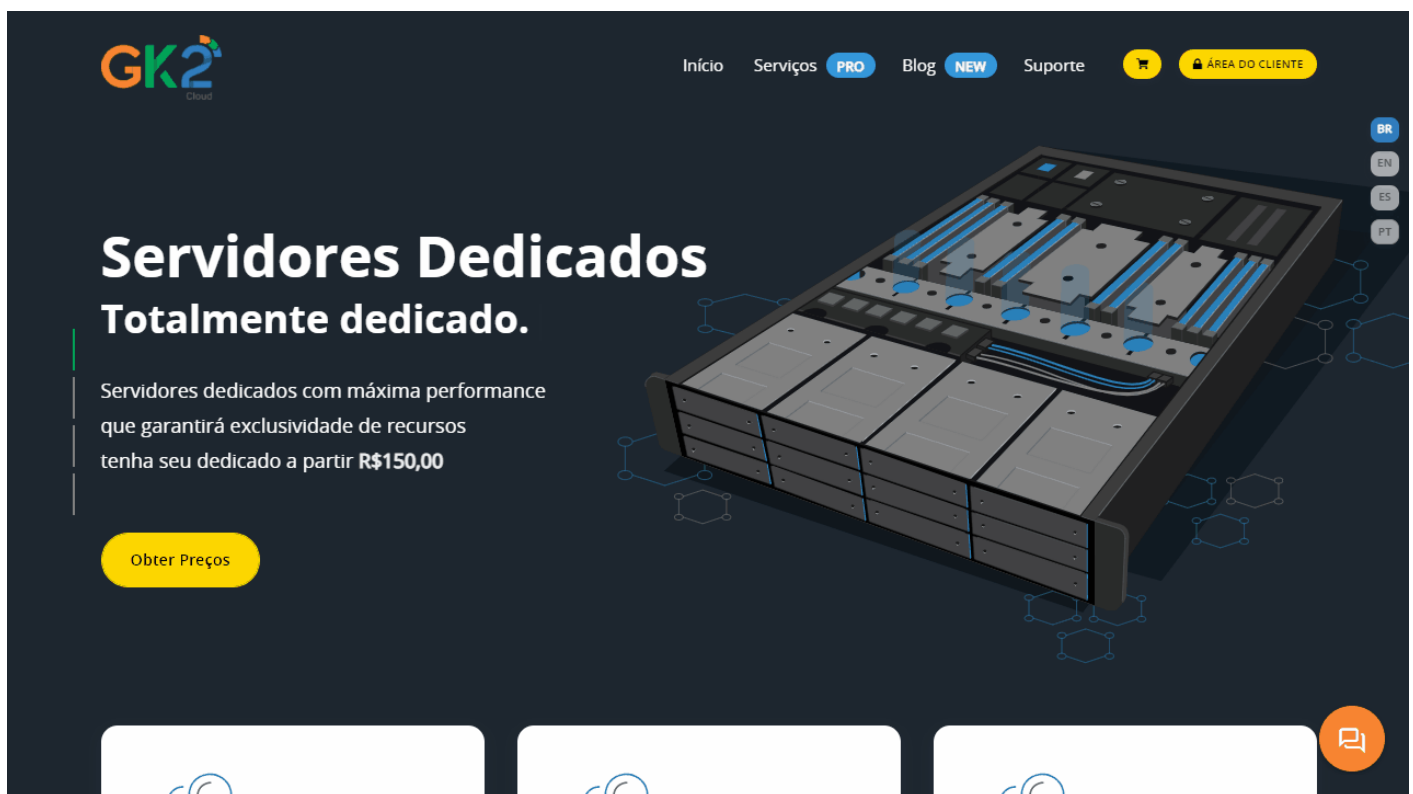 GK2
Cloud
Início Serviços PRO Blog NEW Suporte ÁREA DO CLIENTE
BR
EN
ES
PT
Servidores Dedicados
Totalmente dedicado.
Servidores dedicados com máxima performance
que garantirá exclusividade de recursos
tenha seu dedicado a partir R$150,00
Obter Preços